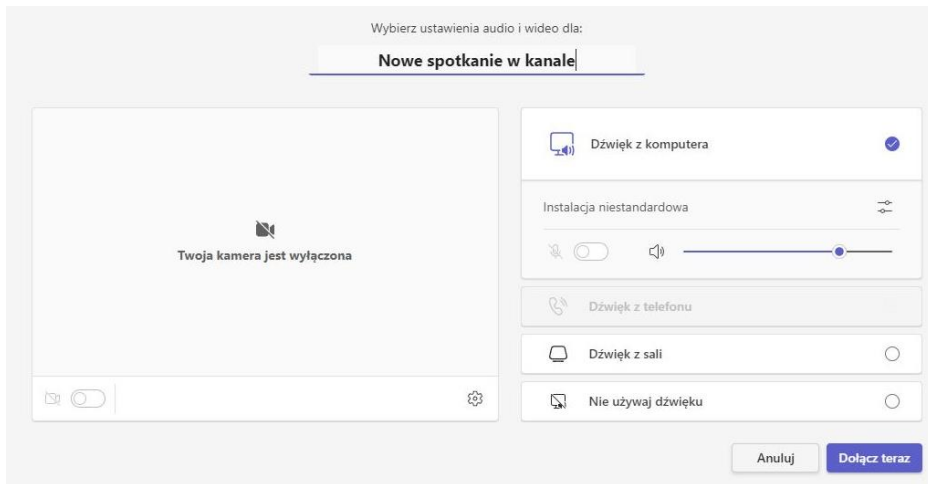 Wybierz ustawienia audio i wideo dla:
Nowe spotkanie w kanale
Twoja kamera jest wyłączona
Dźwięk z komputera
Instalacja niestandardowa
Dźwięk z telefonu
Dźwięk z sali
Nie używaj dźwięku
Anuluj
Dołącz teraz